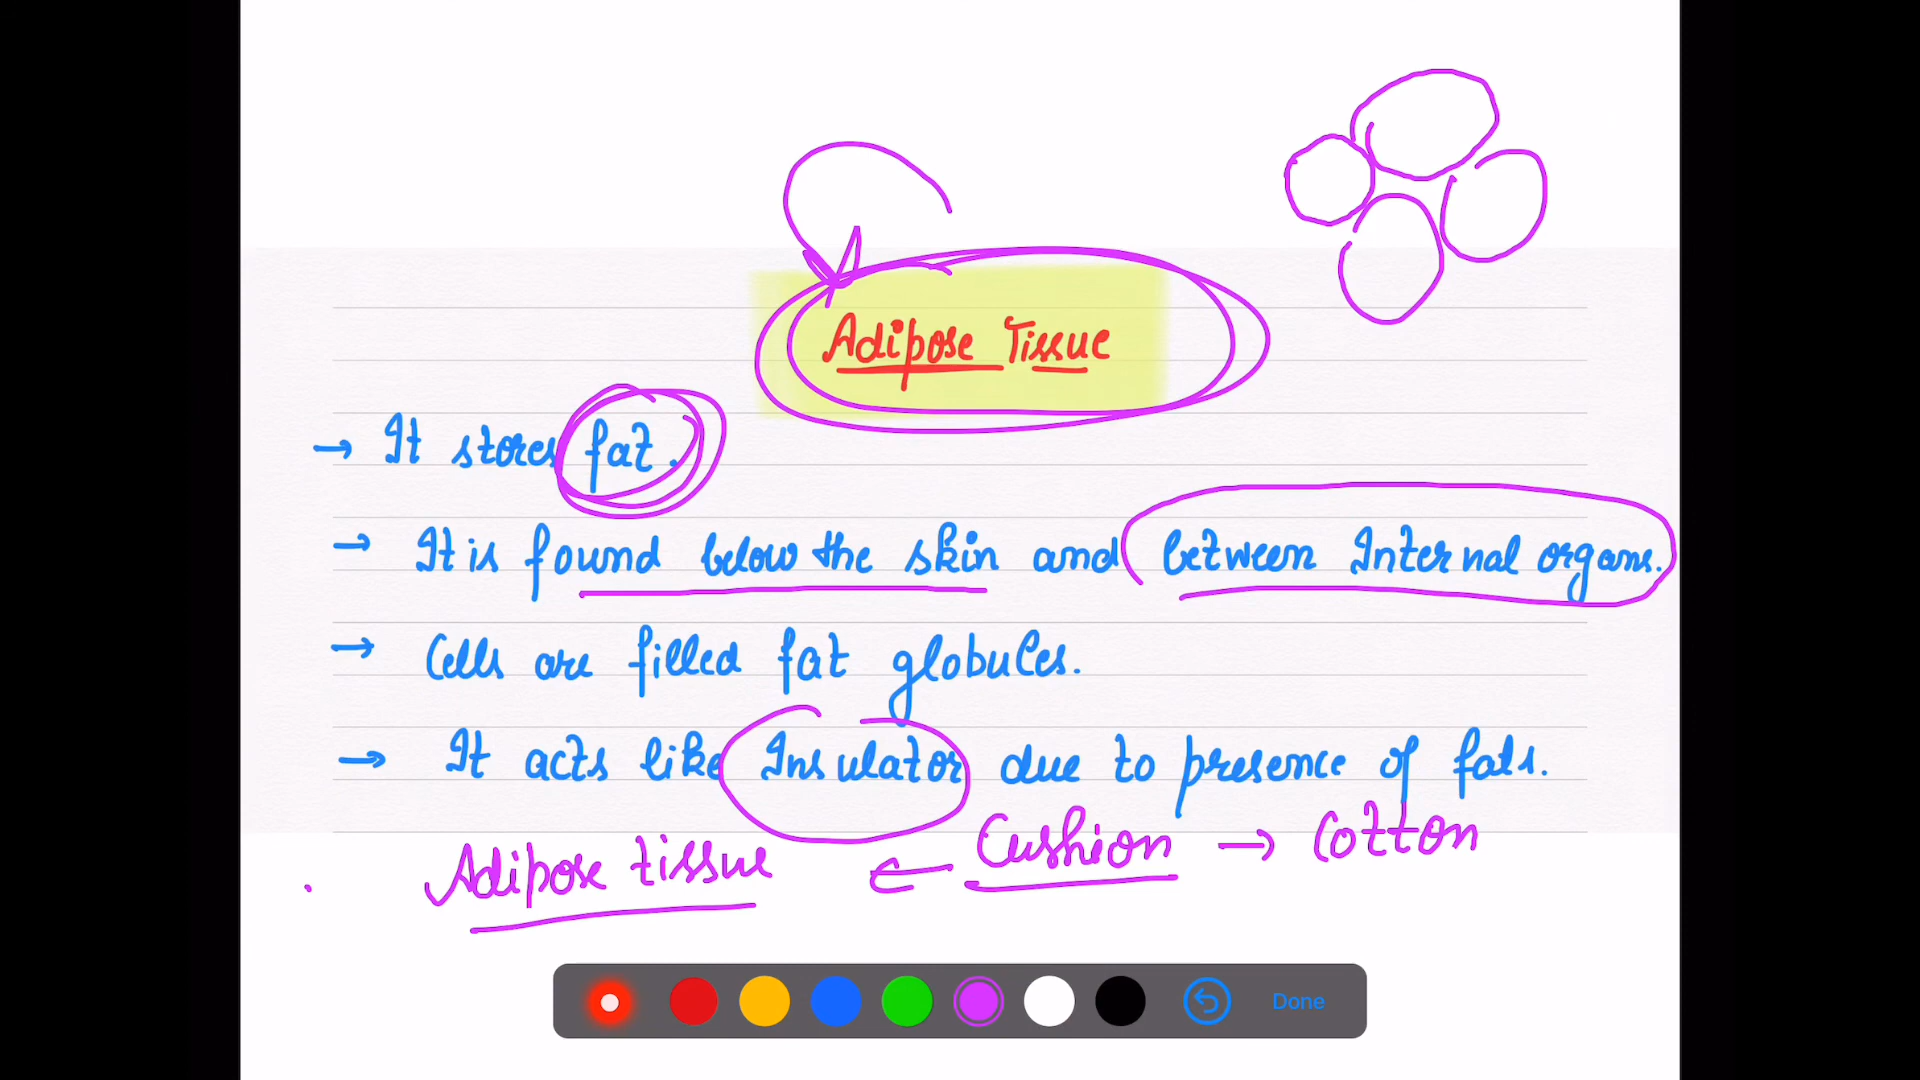 Adipose Tissue
→ It stores fat.
→ It is found below the skin and between Internal organs.
→ Cells are filled fat globules.
→ It acts like Insulator due to presence of fats.
Adipose tissue ← Cushion → Cotton
Done